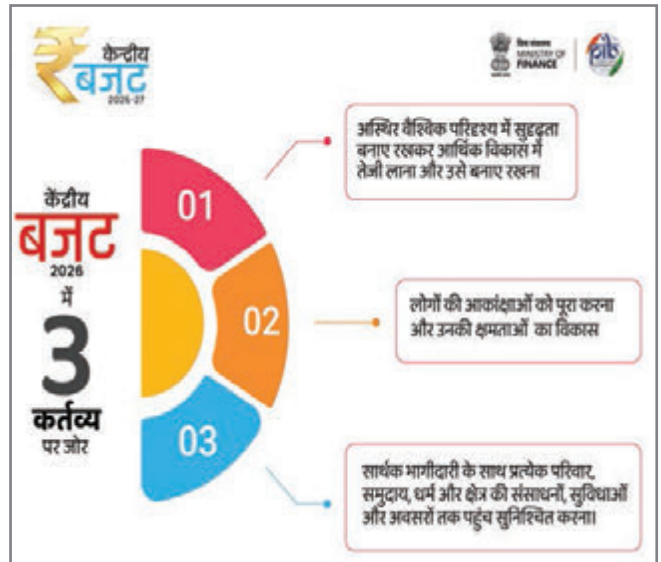 केन्द्रीय
बजट
2026-27
वित्त मंत्रालय
MINISTRY OF
FINANCE
pib
केंद्रीय
बजट
2026
में
3
कर्तव्य
पर जोर
01
अस्थिर वैश्विक परिदृश्य में सुदृढ़ता
बनाए रखकर आर्थिक विकास में
तेजी लाना और उसे बनाए रखना
02
लोगों की आकांक्षाओं को पूरा करना
और उनकी क्षमताओं का विकास
03
सार्थक भागीदारी के साथ प्रत्येक परिवार,
समुदाय, धर्म और क्षेत्र की संसाधनों, सुविधाओं
और अवसरों तक पहुंच सुनिश्चित करना।